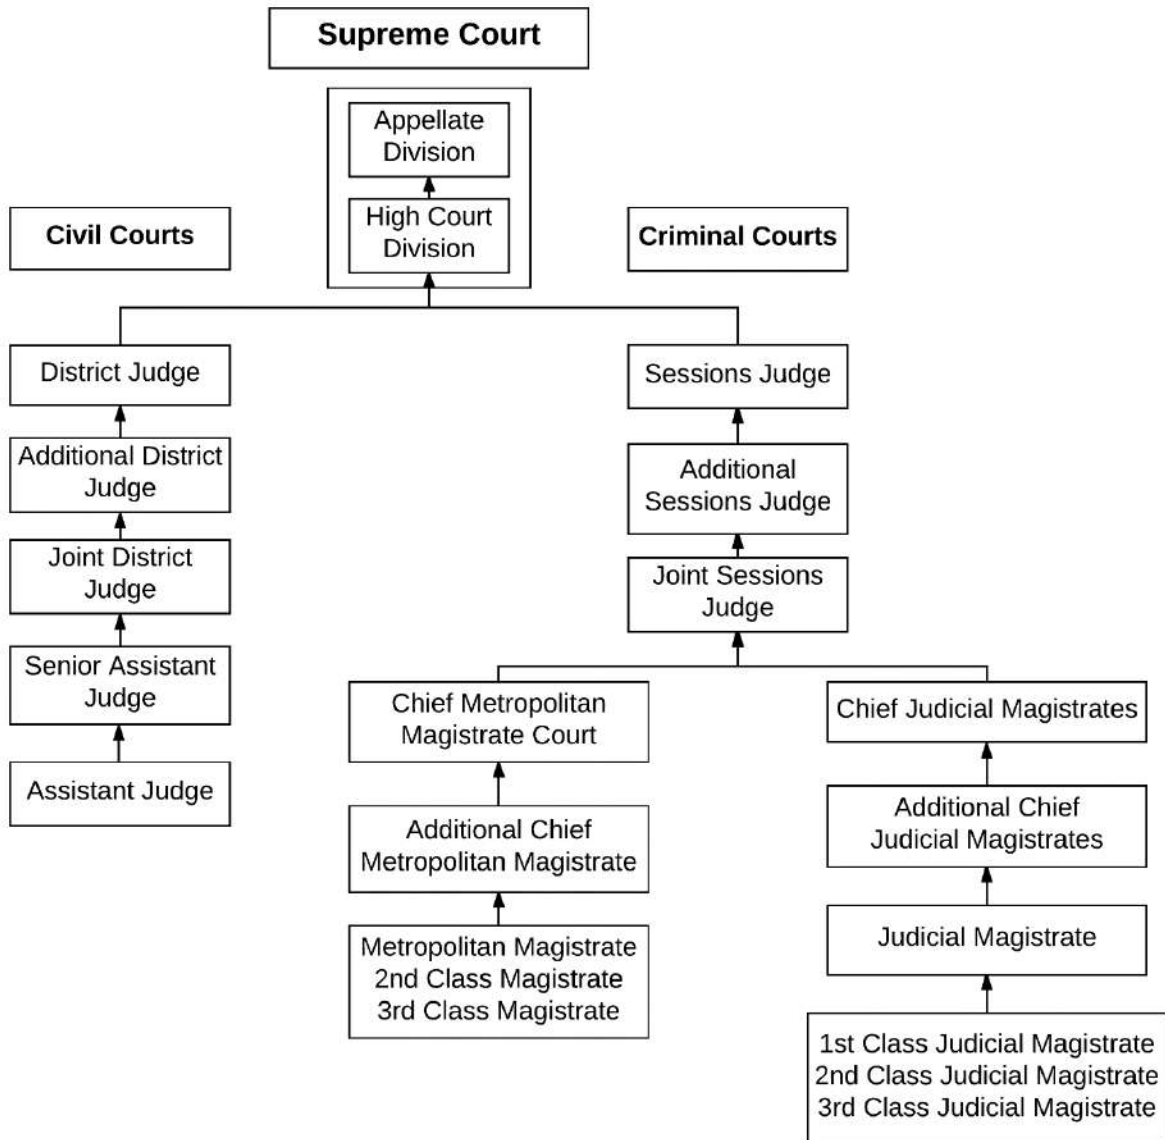 Supreme Court
Appellate
Division
High Court
Division
Civil Courts
Criminal Courts
District Judge
Additional District
Judge
Joint District
Judge
Senior Assistant
Judge
Assistant Judge
Sessions Judge
Additional
Sessions Judge
Joint Sessions
Judge
Chief Metropolitan
Magistrate Court
Additional Chief
Metropolitan Magistrate
Metropolitan Magistrate
2nd Class Magistrate
3rd Class Magistrate
Chief Judicial Magistrates
Additional Chief
Judicial Magistrates
Judicial Magistrate
1st Class Judicial Magistrate
2nd Class Judicial Magistrate
3rd Class Judicial Magistrate